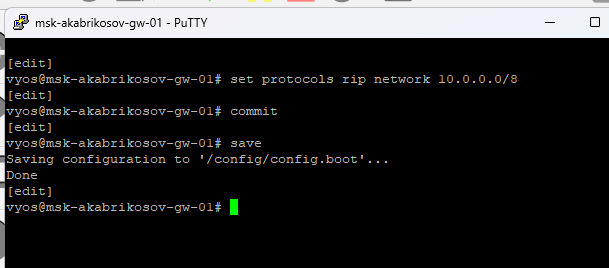 msk-akabrikosov-gw-01 - PuTTY
[edit]
vyos@msk-akabrikosov-gw-01# set protocols rip network 10.0.0.0/8
[edit]
vyos@msk-akabrikosov-gw-01# commit
[edit]
vyos@msk-akabrikosov-gw-01# save
Saving configuration to '/config/config.boot'...
Done
[edit]
vyos@msk-akabrikosov-gw-01#